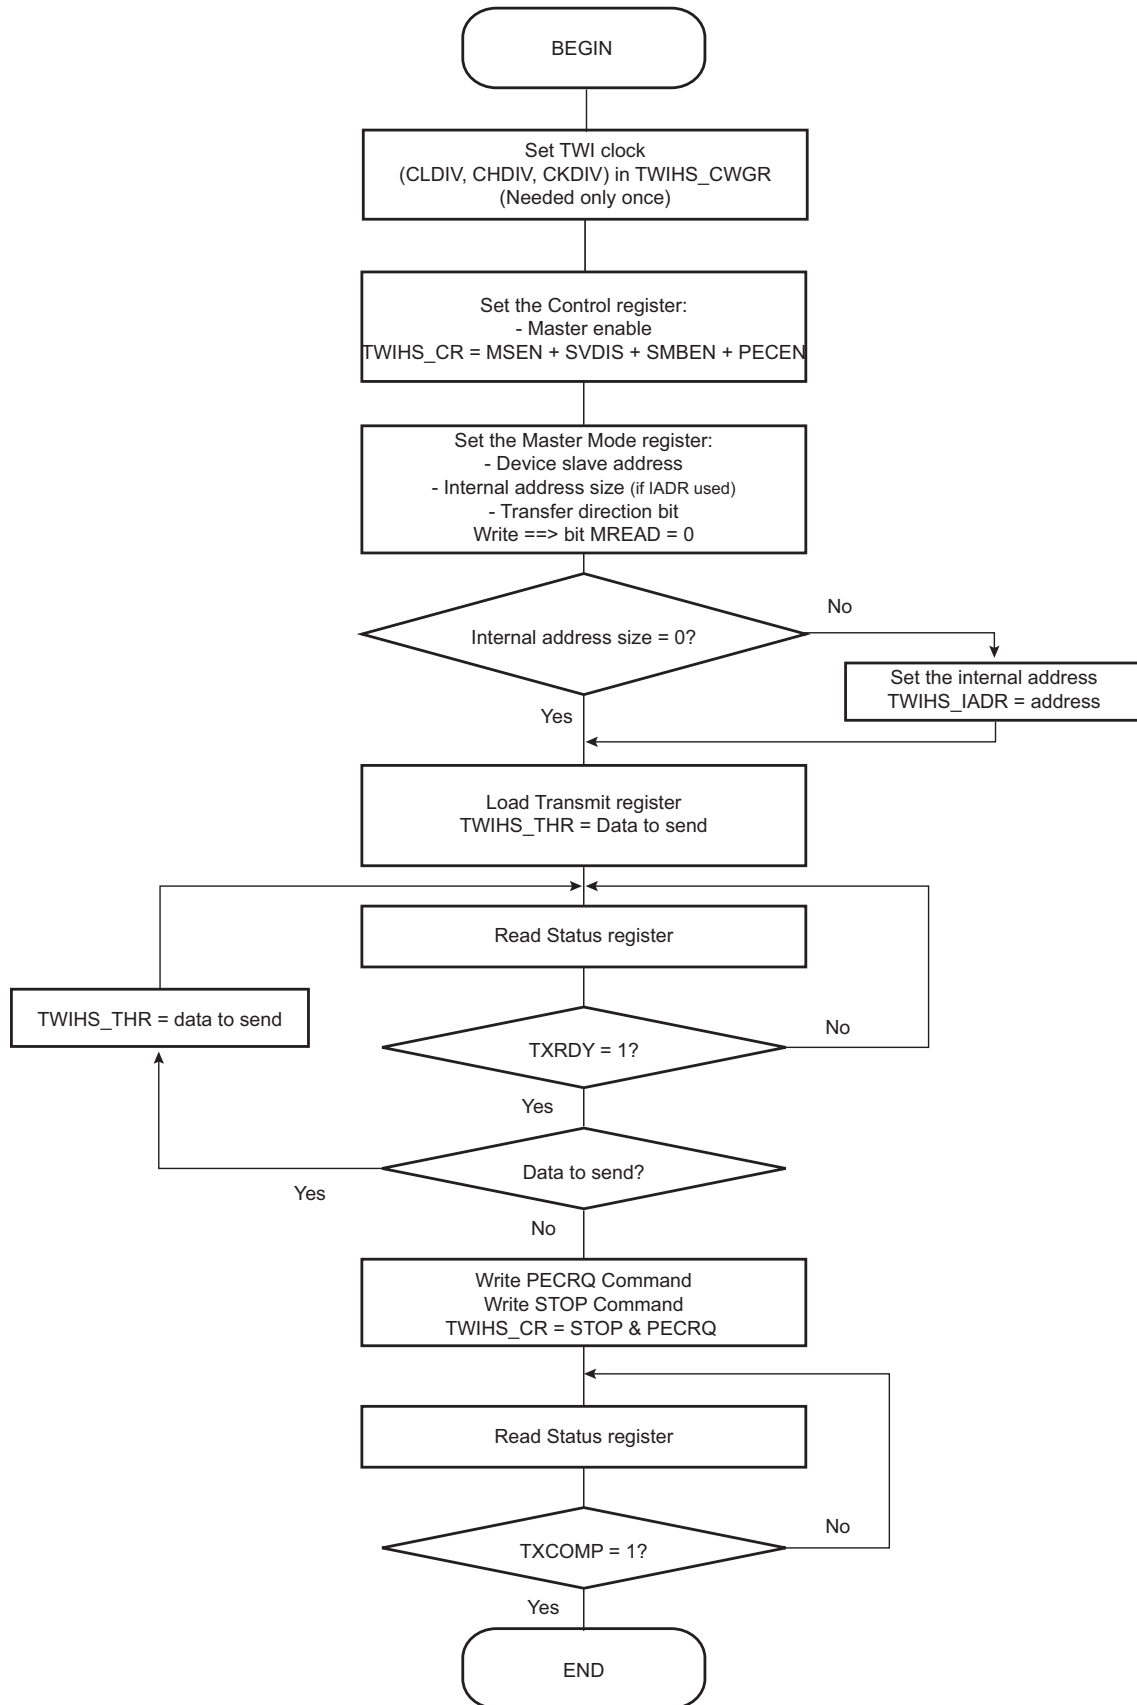 BEGIN
Set TWI clock
(CLDIV, CHDIV, CKDIV) in TWIHS_CWGR
(Needed only once)
Set the Control register:
- Master enable
TWIHS_CR = MSEN + SVDIS + SMBEN + PECEN
Set the Master Mode register:
- Device slave address
- Internal address size (if IADR used)
- Transfer direction bit
Write ==> bit MREAD = 0
No
Internal address size = 0?
Set the internal address
TWIHS_IADR = address
Yes
Load Transmit register
TWIHS_THR = Data to send
Read Status register
TWIHS_THR = data to send
No
TXRDY = 1?
Yes
Data to send?
Yes
No
Write PECRQ Command
Write STOP Command
TWIHS_CR = STOP & PECRQ
Read Status register
No
TXCOMP = 1?
Yes
END